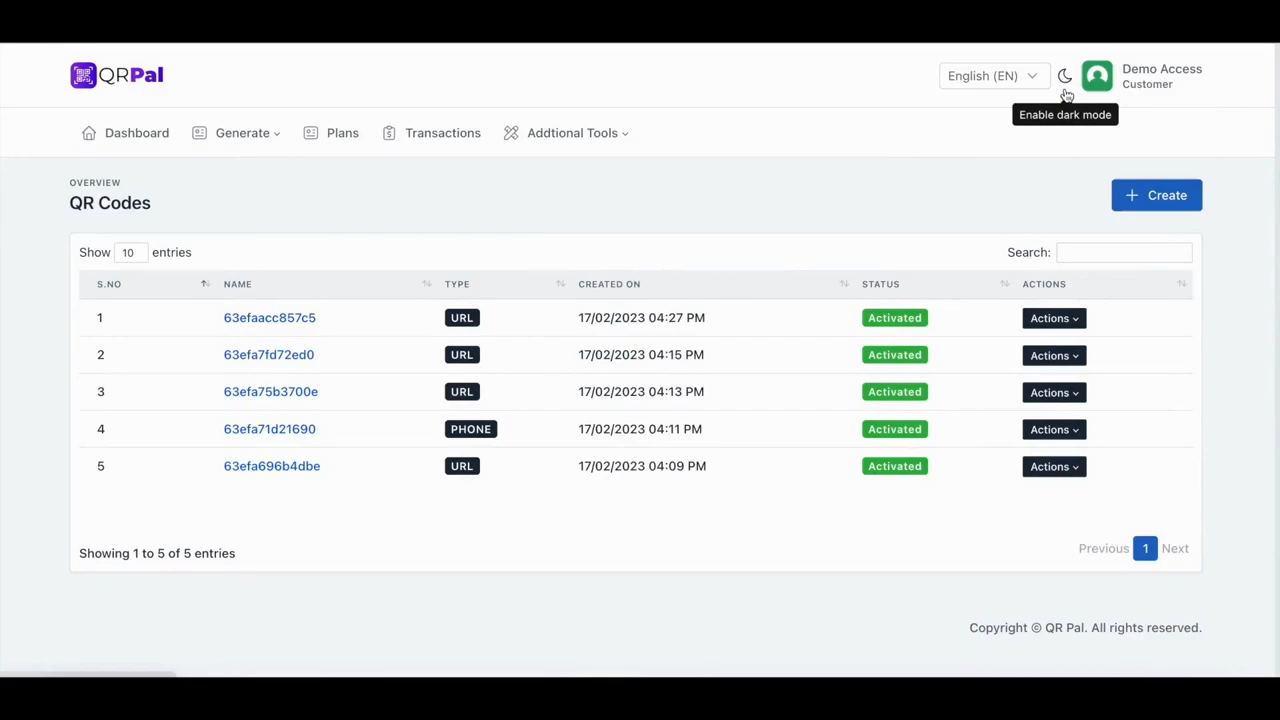 QRPal
English (EN)
Demo Access
Customer
Enable dark mode
Dashboard
Generate
Plans
Transactions
Addtional Tools
OVERVIEW
QR Codes
Create
Show 10 entries
Search:
S.NO NAME TYPE CREATED ON STATUS ACTIONS
1 63efaacc857c5 URL 17/02/2023 04:27 PM Activated Actions
2 63efa7fd72ed0 URL 17/02/2023 04:15 PM Activated Actions
3 63efa75b3700e URL 17/02/2023 04:13 PM Activated Actions
4 63efa71d21690 PHONE 17/02/2023 04:11 PM Activated Actions
5 63efa696b4dbe URL 17/02/2023 04:09 PM Activated Actions
Showing 1 to 5 of 5 entries
Previous 1 Next
Copyright © QR Pal. All rights reserved.